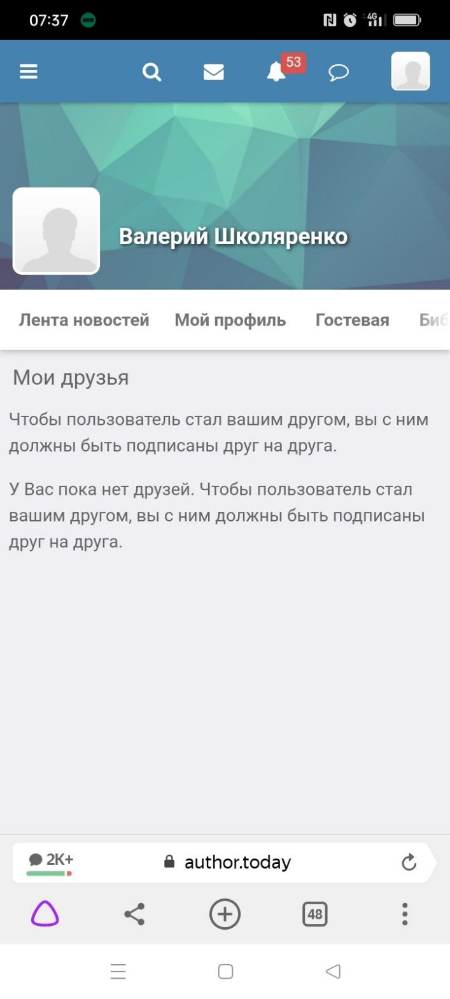 07:37
4G
53
Валерий Школяренко
Лента новостей Мой профиль Гостевая Биб
Мои друзья
Чтобы пользователь стал вашим другом, вы с ним
должны быть подписаны друг на друга.
У Вас пока нет друзей. Чтобы пользователь стал
вашим другом, вы с ним должны быть подписаны
друг на друга.
2K+ author.today
48